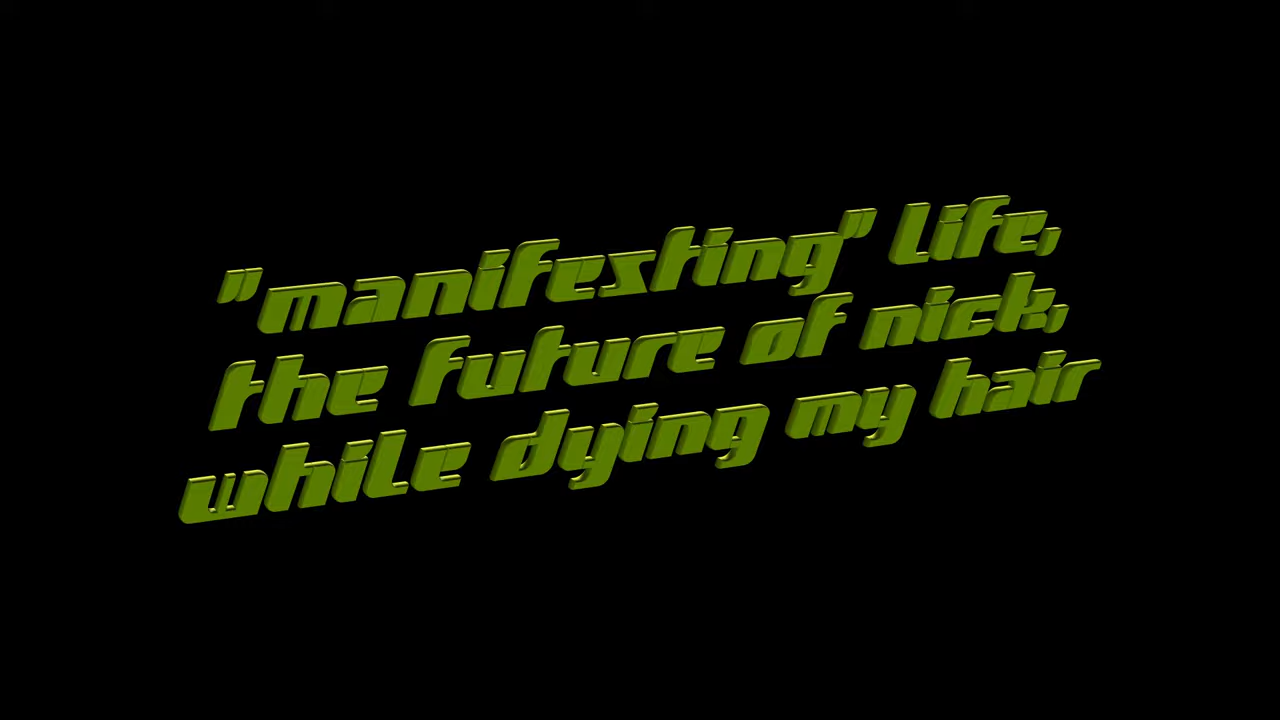 "manifesting" life,
the future of nick,
while dying my hair